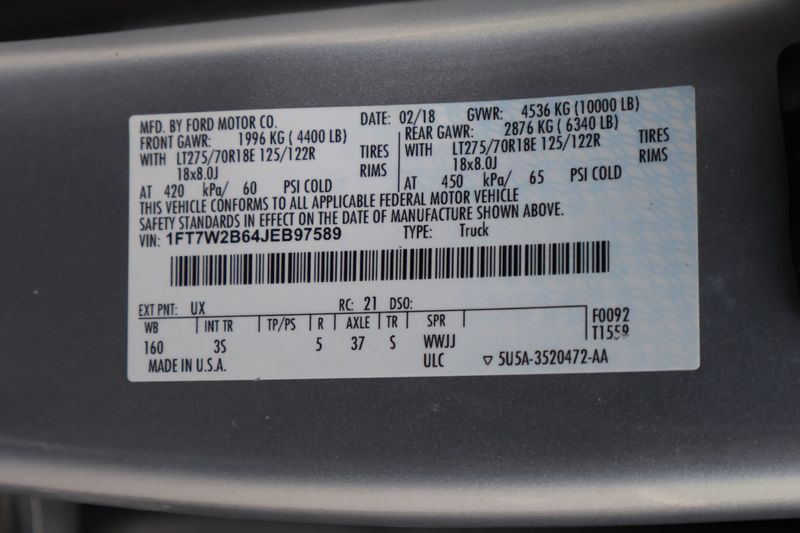 MFD. BY FORD MOTOR CO. DATE: 02/18 GVWR: 4536 KG (10000 LB)
FRONT GAWR: 1996 KG ( 4400 LB) REAR GAWR: 2876 KG ( 6340 LB)
WITH LT275/70R18E 125/122R TIRES WITH LT275/70R18E 125/122R TIRES
18x8.0J RIMS 18x8.0J RIMS
AT 420 kPa/ 60 PSI COLD AT 450 kPa/ 65 PSI COLD
THIS VEHICLE CONFORMS TO ALL APPLICABLE FEDERAL MOTOR VEHICLE
SAFETY STANDARDS IN EFFECT ON THE DATE OF MANUFACTURE SHOWN ABOVE.
VIN: 1FT7W2B64JEB97589 TYPE: Truck
EXT PNT: UX RC: 21 DSO: F0092
WB INT TR TP/PS R AXLE TR SPR T1559
160 3S 5 37 S WWJJ
MADE IN U.S.A. ULC 5U5A-3520472-AA